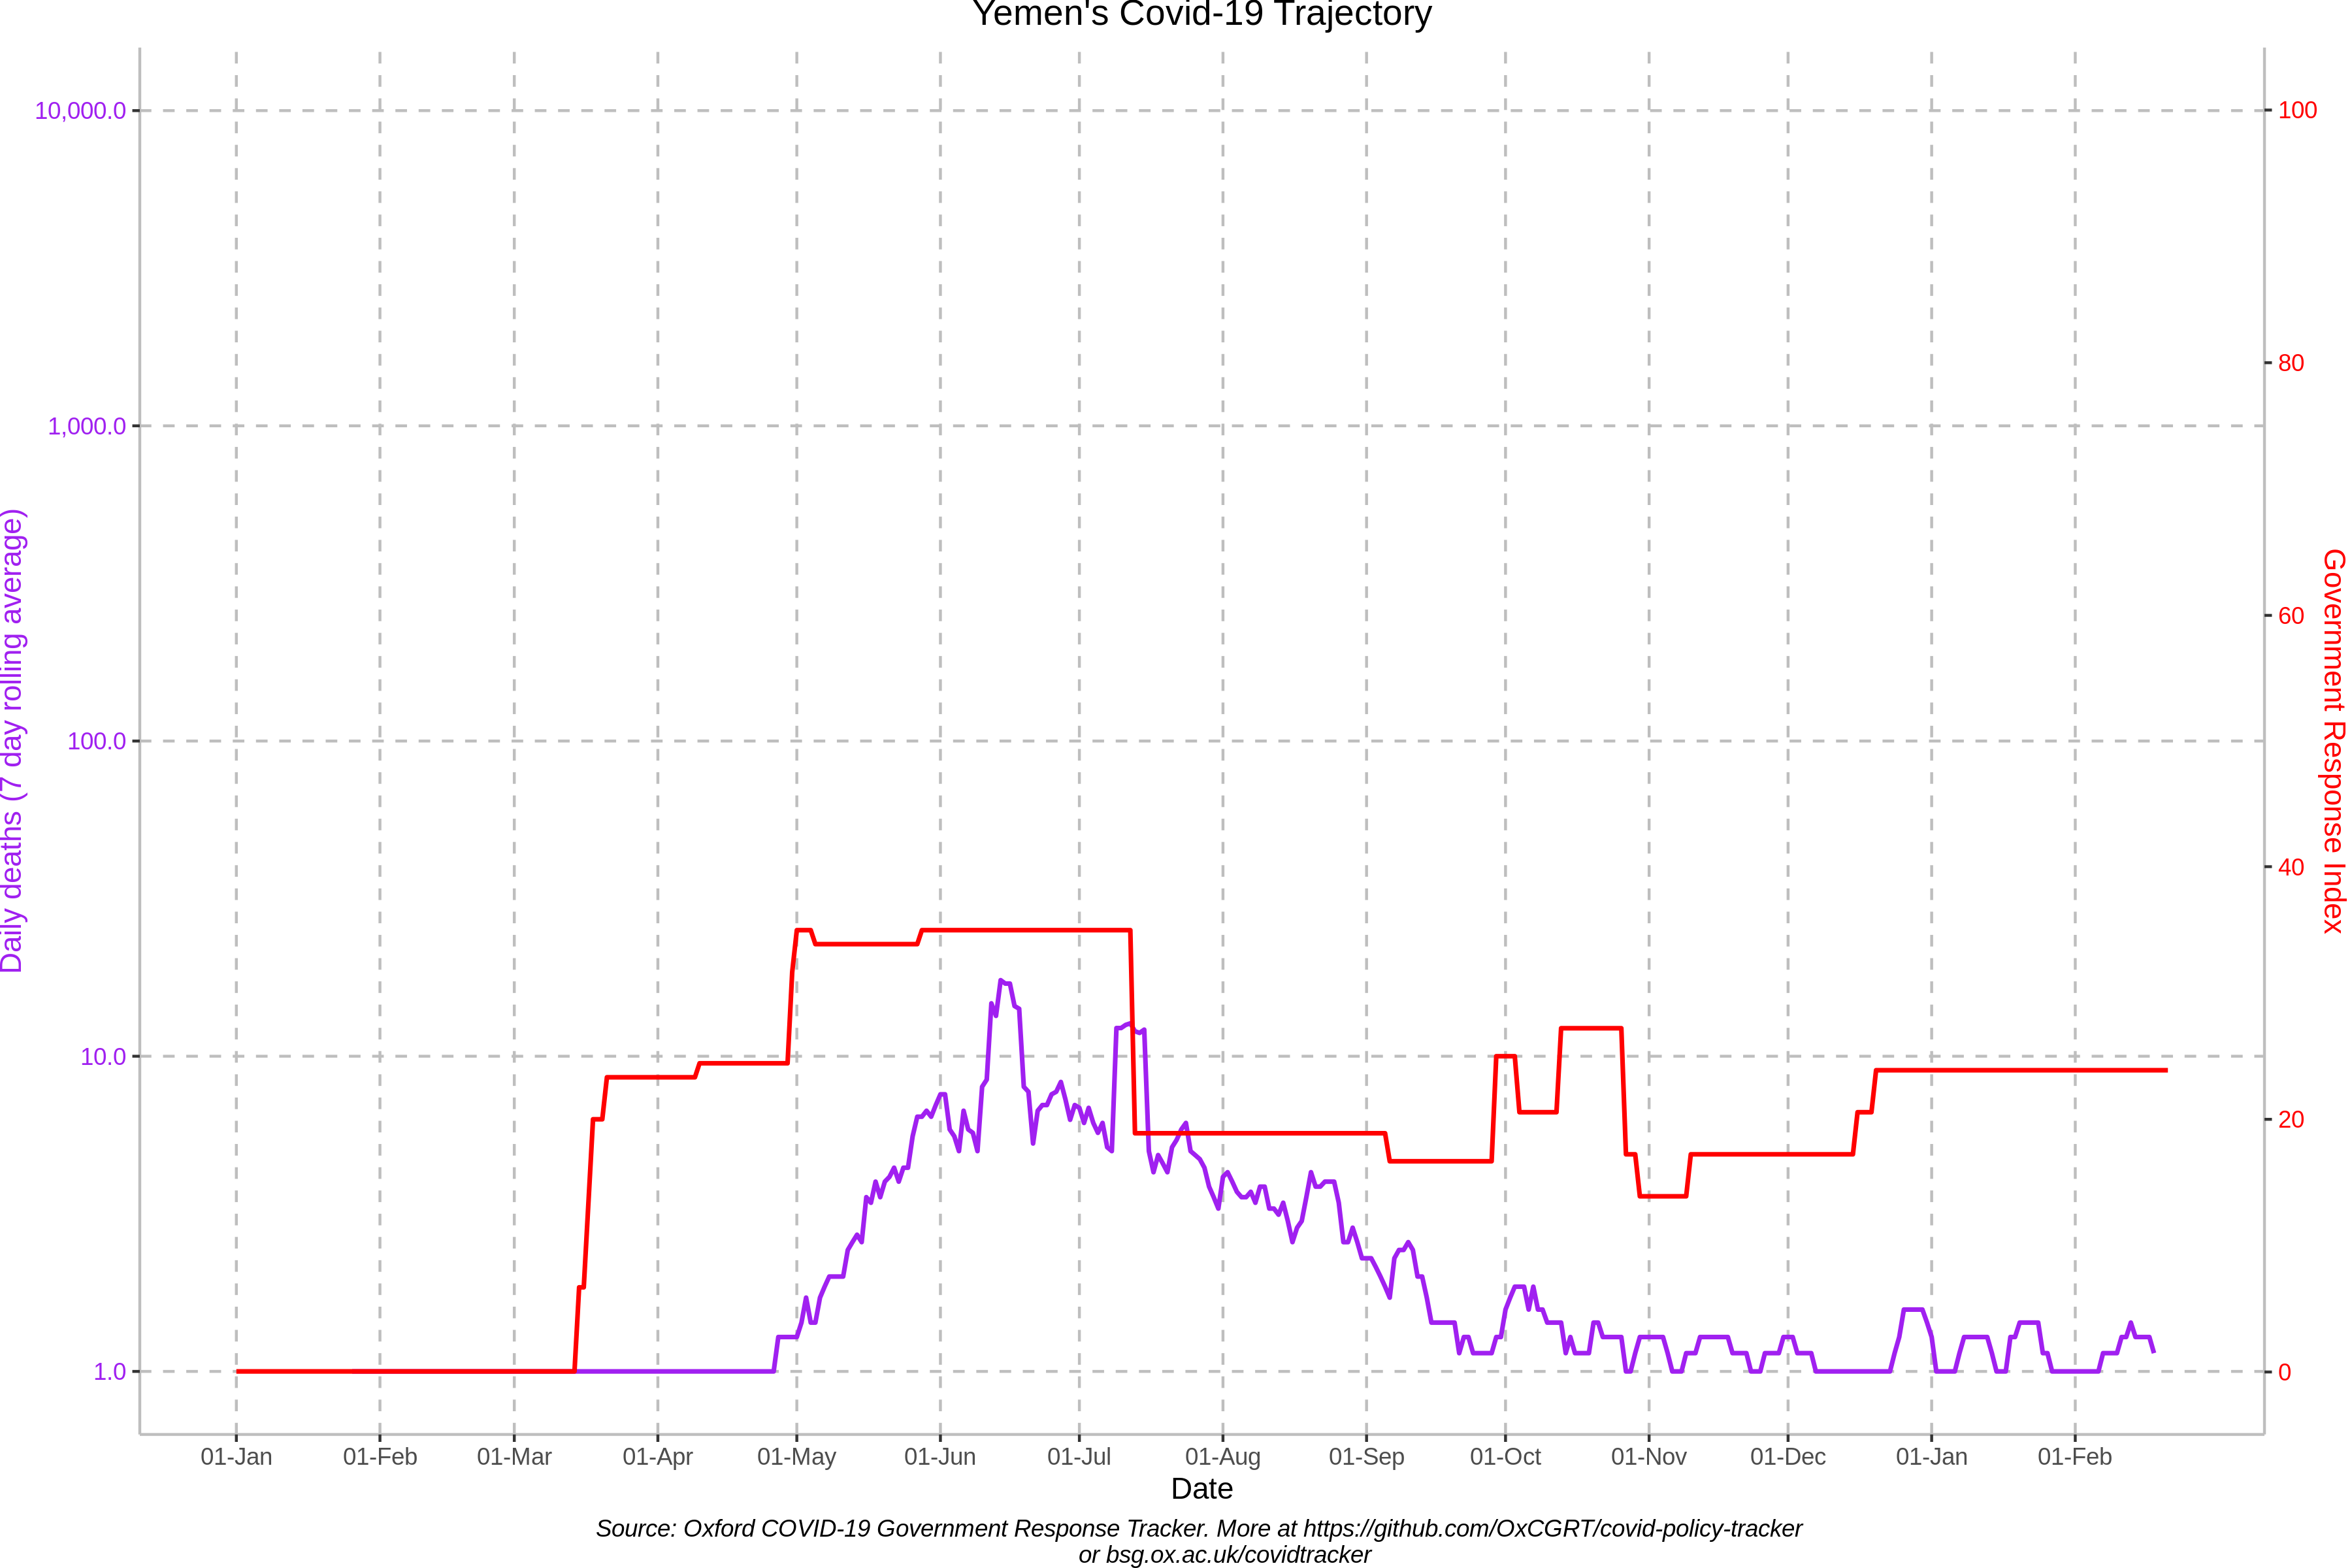 Yemen's Covid-19 Trajectory
Daily deaths (7 day rolling average)
10,000.0
1,000.0
100.0
10.0
1.0
100
80
60
40
20
0
Government Response Index
01-Jan 01-Feb 01-Mar 01-Apr 01-May 01-Jun 01-Jul 01-Aug 01-Sep 01-Oct 01-Nov 01-Dec 01-Jan 01-Feb
Date
Source: Oxford COVID-19 Government Response Tracker. More at https://github.com/OxCGRT/covid-policy-tracker
or bsg.ox.ac.uk/covidtracker